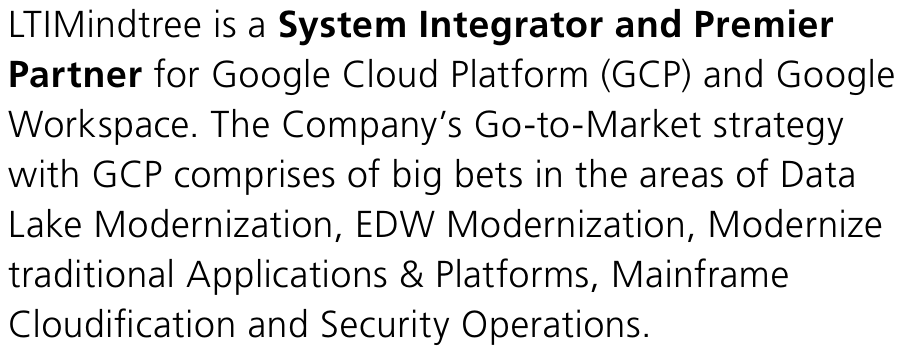 LTIMindtree is a System Integrator and Premier
Partner for Google Cloud Platform (GCP) and Google
Workspace. The Company’s Go-to-Market strategy
with GCP comprises of big bets in the areas of Data
Lake Modernization, EDW Modernization, Modernize
traditional Applications & Platforms, Mainframe
Cloudification and Security Operations.